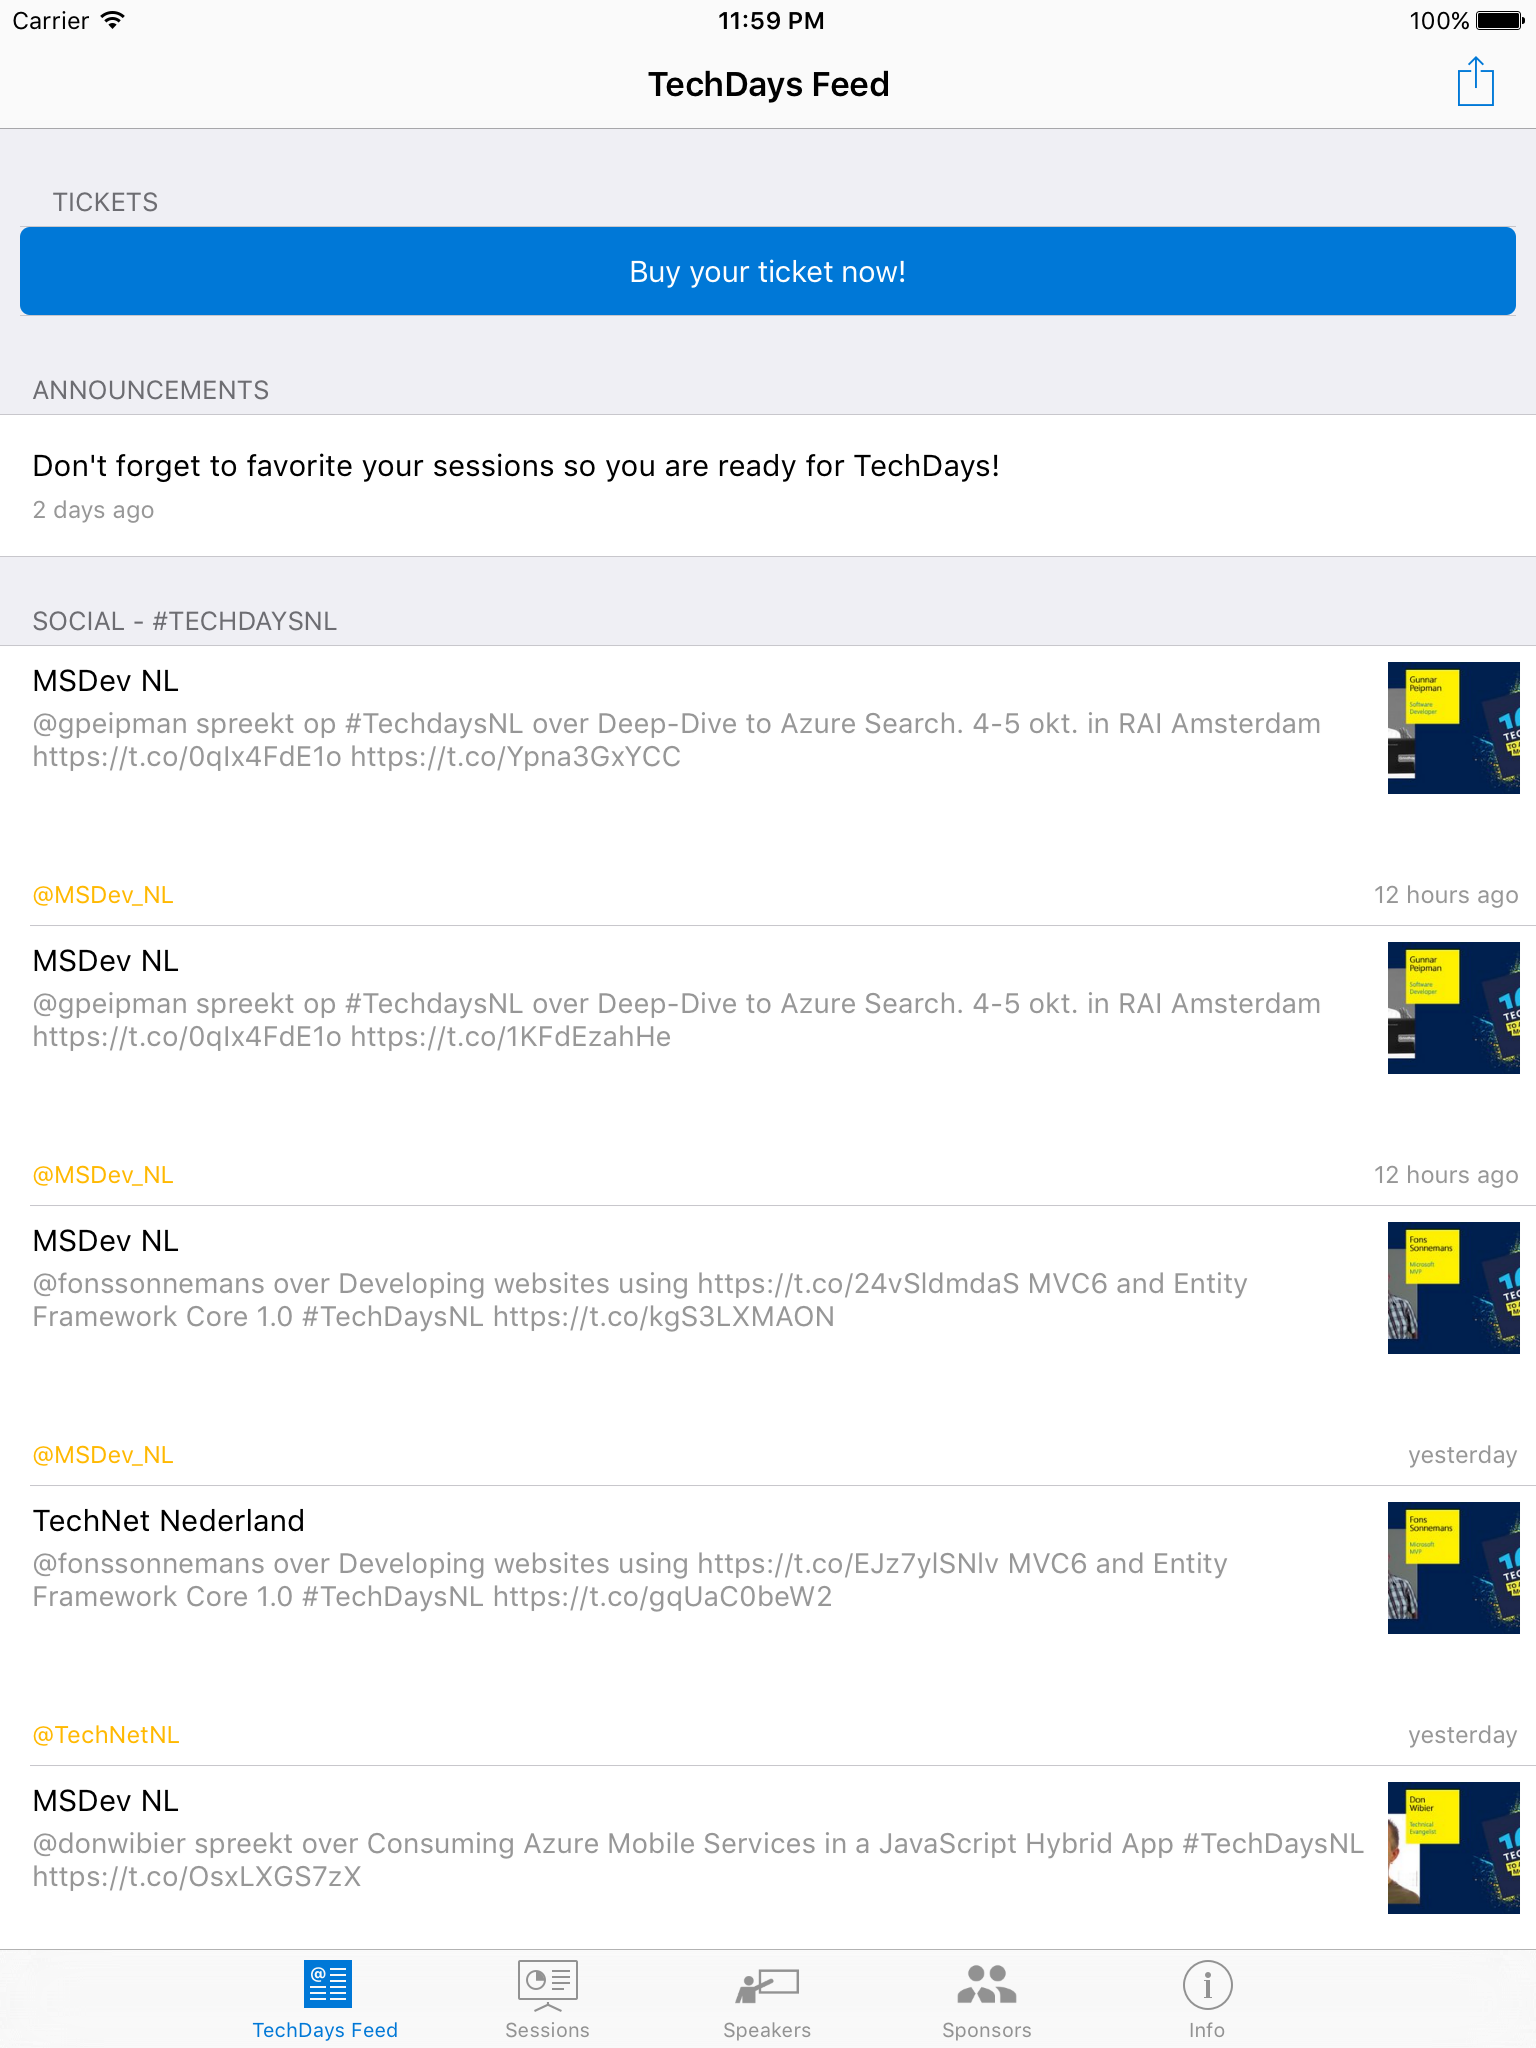 Carrier 11:59 PM 100%
TechDays Feed
TICKETS
Buy your ticket now!
ANNOUNCEMENTS
Don't forget to favorite your sessions so you are ready for TechDays!
2 days ago
SOCIAL - #TECHDAYSNL
MSDev NL
@gpeipman spreekt op #TechdaysNL over Deep-Dive to Azure Search. 4-5 okt. in RAI Amsterdam
https://t.co/0qIx4FdE1o https://t.co/Ypna3GxYCC
Gunnar
Peipman
Software
Developer
@MSDev_NL 12 hours ago
MSDev NL
@gpeipman spreekt op #TechdaysNL over Deep-Dive to Azure Search. 4-5 okt. in RAI Amsterdam
https://t.co/0qIx4FdE1o https://t.co/1KFdEzahHe
Gunnar
Peipman
Software
Developer
@MSDev_NL 12 hours ago
MSDev NL
@fonssonnemans over Developing websites using https://t.co/24vSldmdaS MVC6 and Entity
Framework Core 1.0 #TechDaysNL https://t.co/kgS3LXMAON
Fons
Sonnemans
Microsoft
MVP
@MSDev_NL yesterday
TechNet Nederland
@fonssonnemans over Developing websites using https://t.co/EJz7ylSNlv MVC6 and Entity
Framework Core 1.0 #TechDaysNL https://t.co/gqUaC0beW2
Fons
Sonnemans
Microsoft
MVP
@TechNetNL yesterday
MSDev NL
@donwibier spreekt over Consuming Azure Mobile Services in a JavaScript Hybrid App #TechDaysNL
https://t.co/OsxLXGS7zX
Don
Wibier
Technical
Evangelist
TechDays Feed Sessions Speakers Sponsors Info